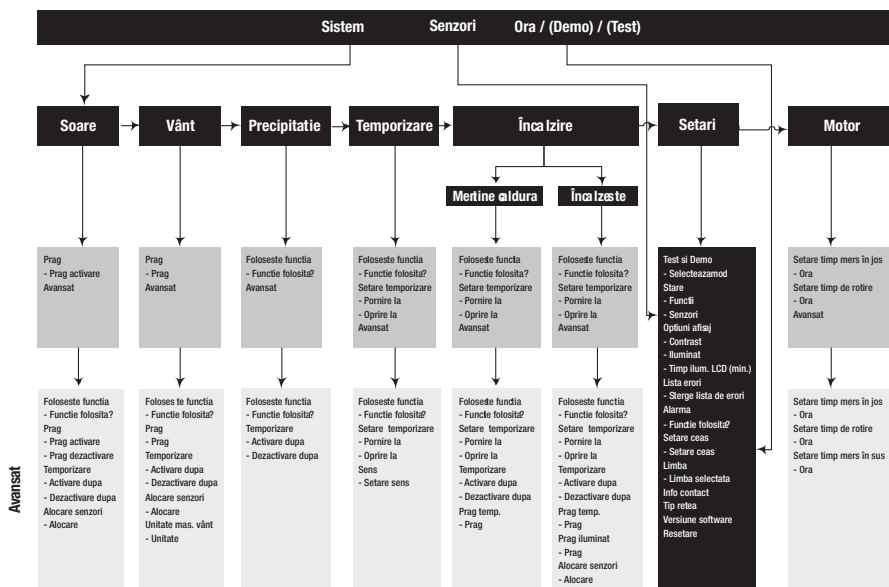 Sistem Senzori Ora / (Demo) / (Test)
Soare Vânt Precipitatie Temporizare Încalzire Setari Motor
Mentine caldura Încalzeste
Prag
- Prag activare
Avansat
Prag
- Prag
Avansat
Foloseste functia
- Functie folosita?
Avansat
Foloseste functia
- Functie folosita?
Setare temporizare
- Pornire la
- Oprire la
Avansat
Foloseste functia
- Functie folosita?
Setare temporizare
- Pornire la
- Oprire la
Avansat
Foloseste functia
- Functie folosita?
Setare temporizare
- Pornire la
- Oprire la
Avansat
Test si Demo
- Selecteazamod
Stare
- Functii
- Senzori
Optiuni afisaj
- Contrast
- Iluminat
- Timp ilum. LCD (min.)
Lista erori
- Sterge lista de erori
Alarma
- Functie folosita?
Setare ceas
- Setare ceas
Limba
- Limba selectata
Info contact
Tip retea
Versiune software
Resetare
Setare timp mers în jos
- Ora
Setare timp de rotire
- Ora
Avansat
Avansat
Foloseste functia
- Functie folosita?
Prag
- Prag activare
- Prag dezactivare
Temporizare
- Activare dupa
- Dezactivare dupa
Alocare senzori
- Alocare
Foloses te functia
- Functie folosita?
Prag
- Prag
Temporizare
- Activare dupa
- Dezactivare dupa
Alocare senzori
- Alocare
Unitate mas. vânt
- Unitate
Foloseste functia
- Functie folosita?
Temporizare
- Activare dupa
- Dezactivare dupa
Foloseste functia
- Functie folosita?
Setare temporizare
- Pornire la
- Oprire la
Sens
- Setare sens
Foloseste functia
- Functie folosita?
Setare temporizare
- Pornire la
- Oprire la
Temporizare
- Activare dupa
- Dezactivare dupa
Prag temp.
- Prag
Foloseste functia
- Functie folosita?
Setare temporizare
- Pornire la
- Oprire la
Temporizare
- Activare dupa
- Dezactivare dupa
Prag temp.
- Prag
Prag iluminat
- Prag
Alocare senzori
- Alocare
Setare timp mers în jos
- Ora
Setare timp de rotire
- Ora
Setare timp mers în sus
- Ora